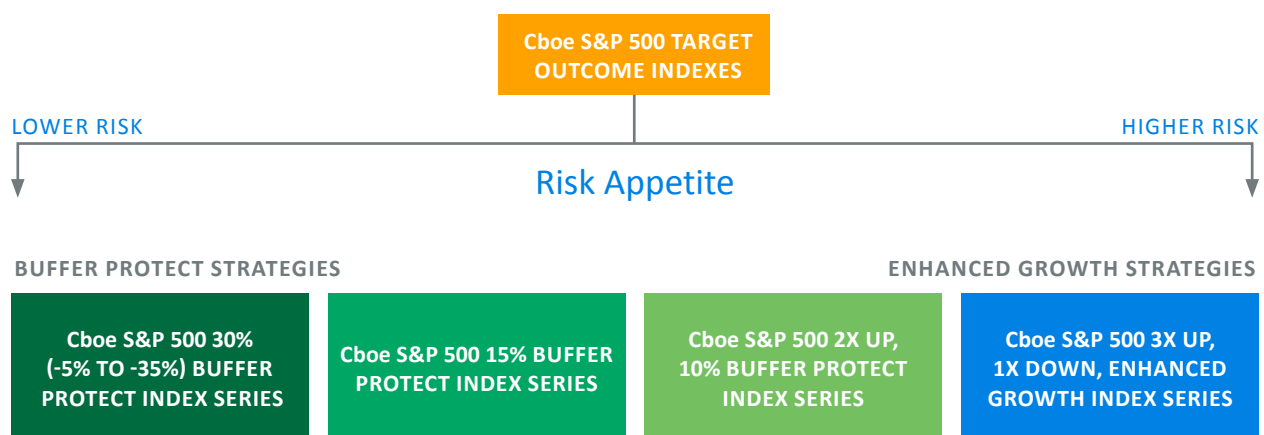 Cboe S&P 500 TARGET
OUTCOME INDEXES
LOWER RISK
HIGHER RISK
Risk Appetite
BUFFER PROTECT STRATEGIES
ENHANCED GROWTH STRATEGIES
Cboe S&P 500 30%
(-5% TO -35%) BUFFER
PROTECT INDEX SERIES
Cboe S&P 500 15% BUFFER
PROTECT INDEX SERIES
Cboe S&P 500 2X UP,
10% BUFFER PROTECT
INDEX SERIES
Cboe S&P 500 3X UP,
1X DOWN, ENHANCED
GROWTH INDEX SERIES